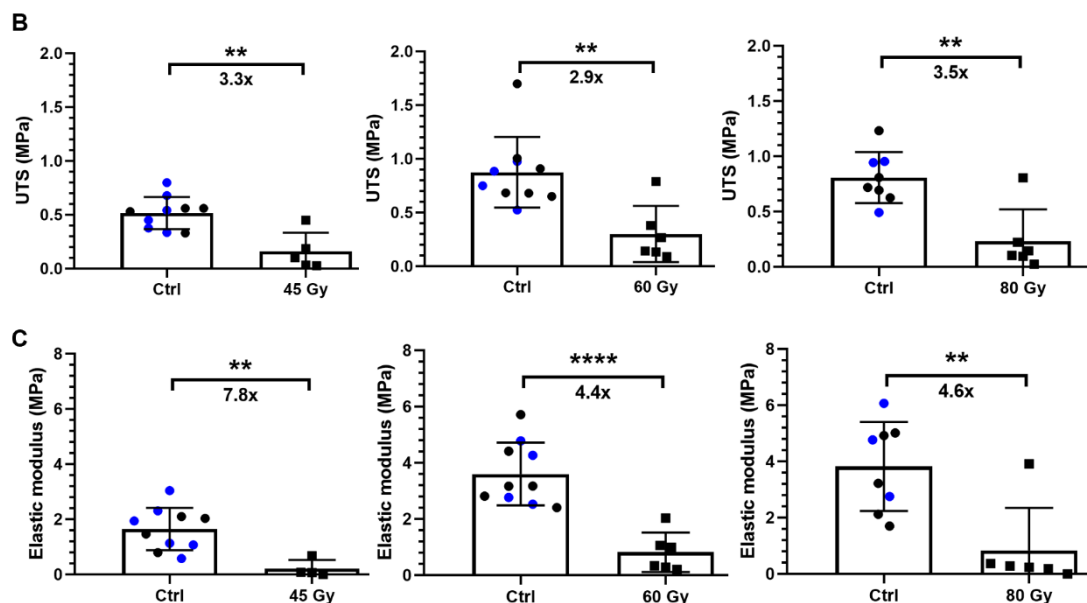 B
UTS (MPa)
2.0
1.5
1.0
0.5
0.0
**
3.3x
Ctrl
45 Gy
UTS (MPa)
2.0
1.5
1.0
0.5
0.0
**
2.9x
Ctrl
60 Gy
UTS (MPa)
2.0
1.5
1.0
0.5
0.0
**
3.5x
Ctrl
80 Gy
C
Elastic modulus (MPa)
8
6
4
2
0
**
7.8x
Ctrl
45 Gy
Elastic modulus (MPa)
8
6
4
2
0
****
4.4x
Ctrl
60 Gy
Elastic modulus (MPa)
8
6
4
2
0
**
4.6x
Ctrl
80 Gy